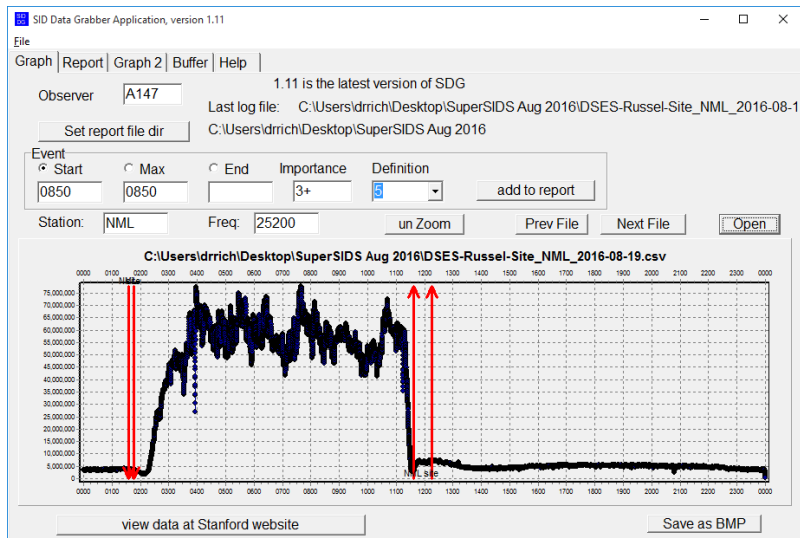 SID Data Grabber Application, version 1.11
File
Graph Report Graph 2 Buffer Help
Observer A147 1.11 is the latest version of SDG
Last log file: C:\Users\drrich\Desktop\SuperSIDS Aug 2016\DSES-Russel-Site_NML_2016-08-1
Set report file dir C:\Users\drrich\Desktop\SuperSIDS Aug 2016
Event
Start Max End Importance Definition
0850 0850 3+ 5 add to report
Station: NML Freq: 25200 un Zoom Prev File Next File Open
C:\Users\drrich\Desktop\SuperSIDS Aug 2016\DSES-Russel-Site_NML_2016-08-19.csv
0000 0100 0200 0300 0400 0500 0600 0700 0800 0900 1000 1100 1200 1300 1400 1500 1600 1700 1800 1900 2000 2100 2200 2300 0000
75,000,000
70,000,000
65,000,000
60,000,000
55,000,000
50,000,000
45,000,000
40,000,000
35,000,000
30,000,000
25,000,000
20,000,000
15,000,000
10,000,000
5,000,000
0
0000 0100 0200 0300 0400 0500 0600 0700 0800 0900 1000 1100 1200 1300 1400 1500 1600 1700 1800 1900 2000 2100 2200 2300 0000
view data at Stanford website Save as BMP